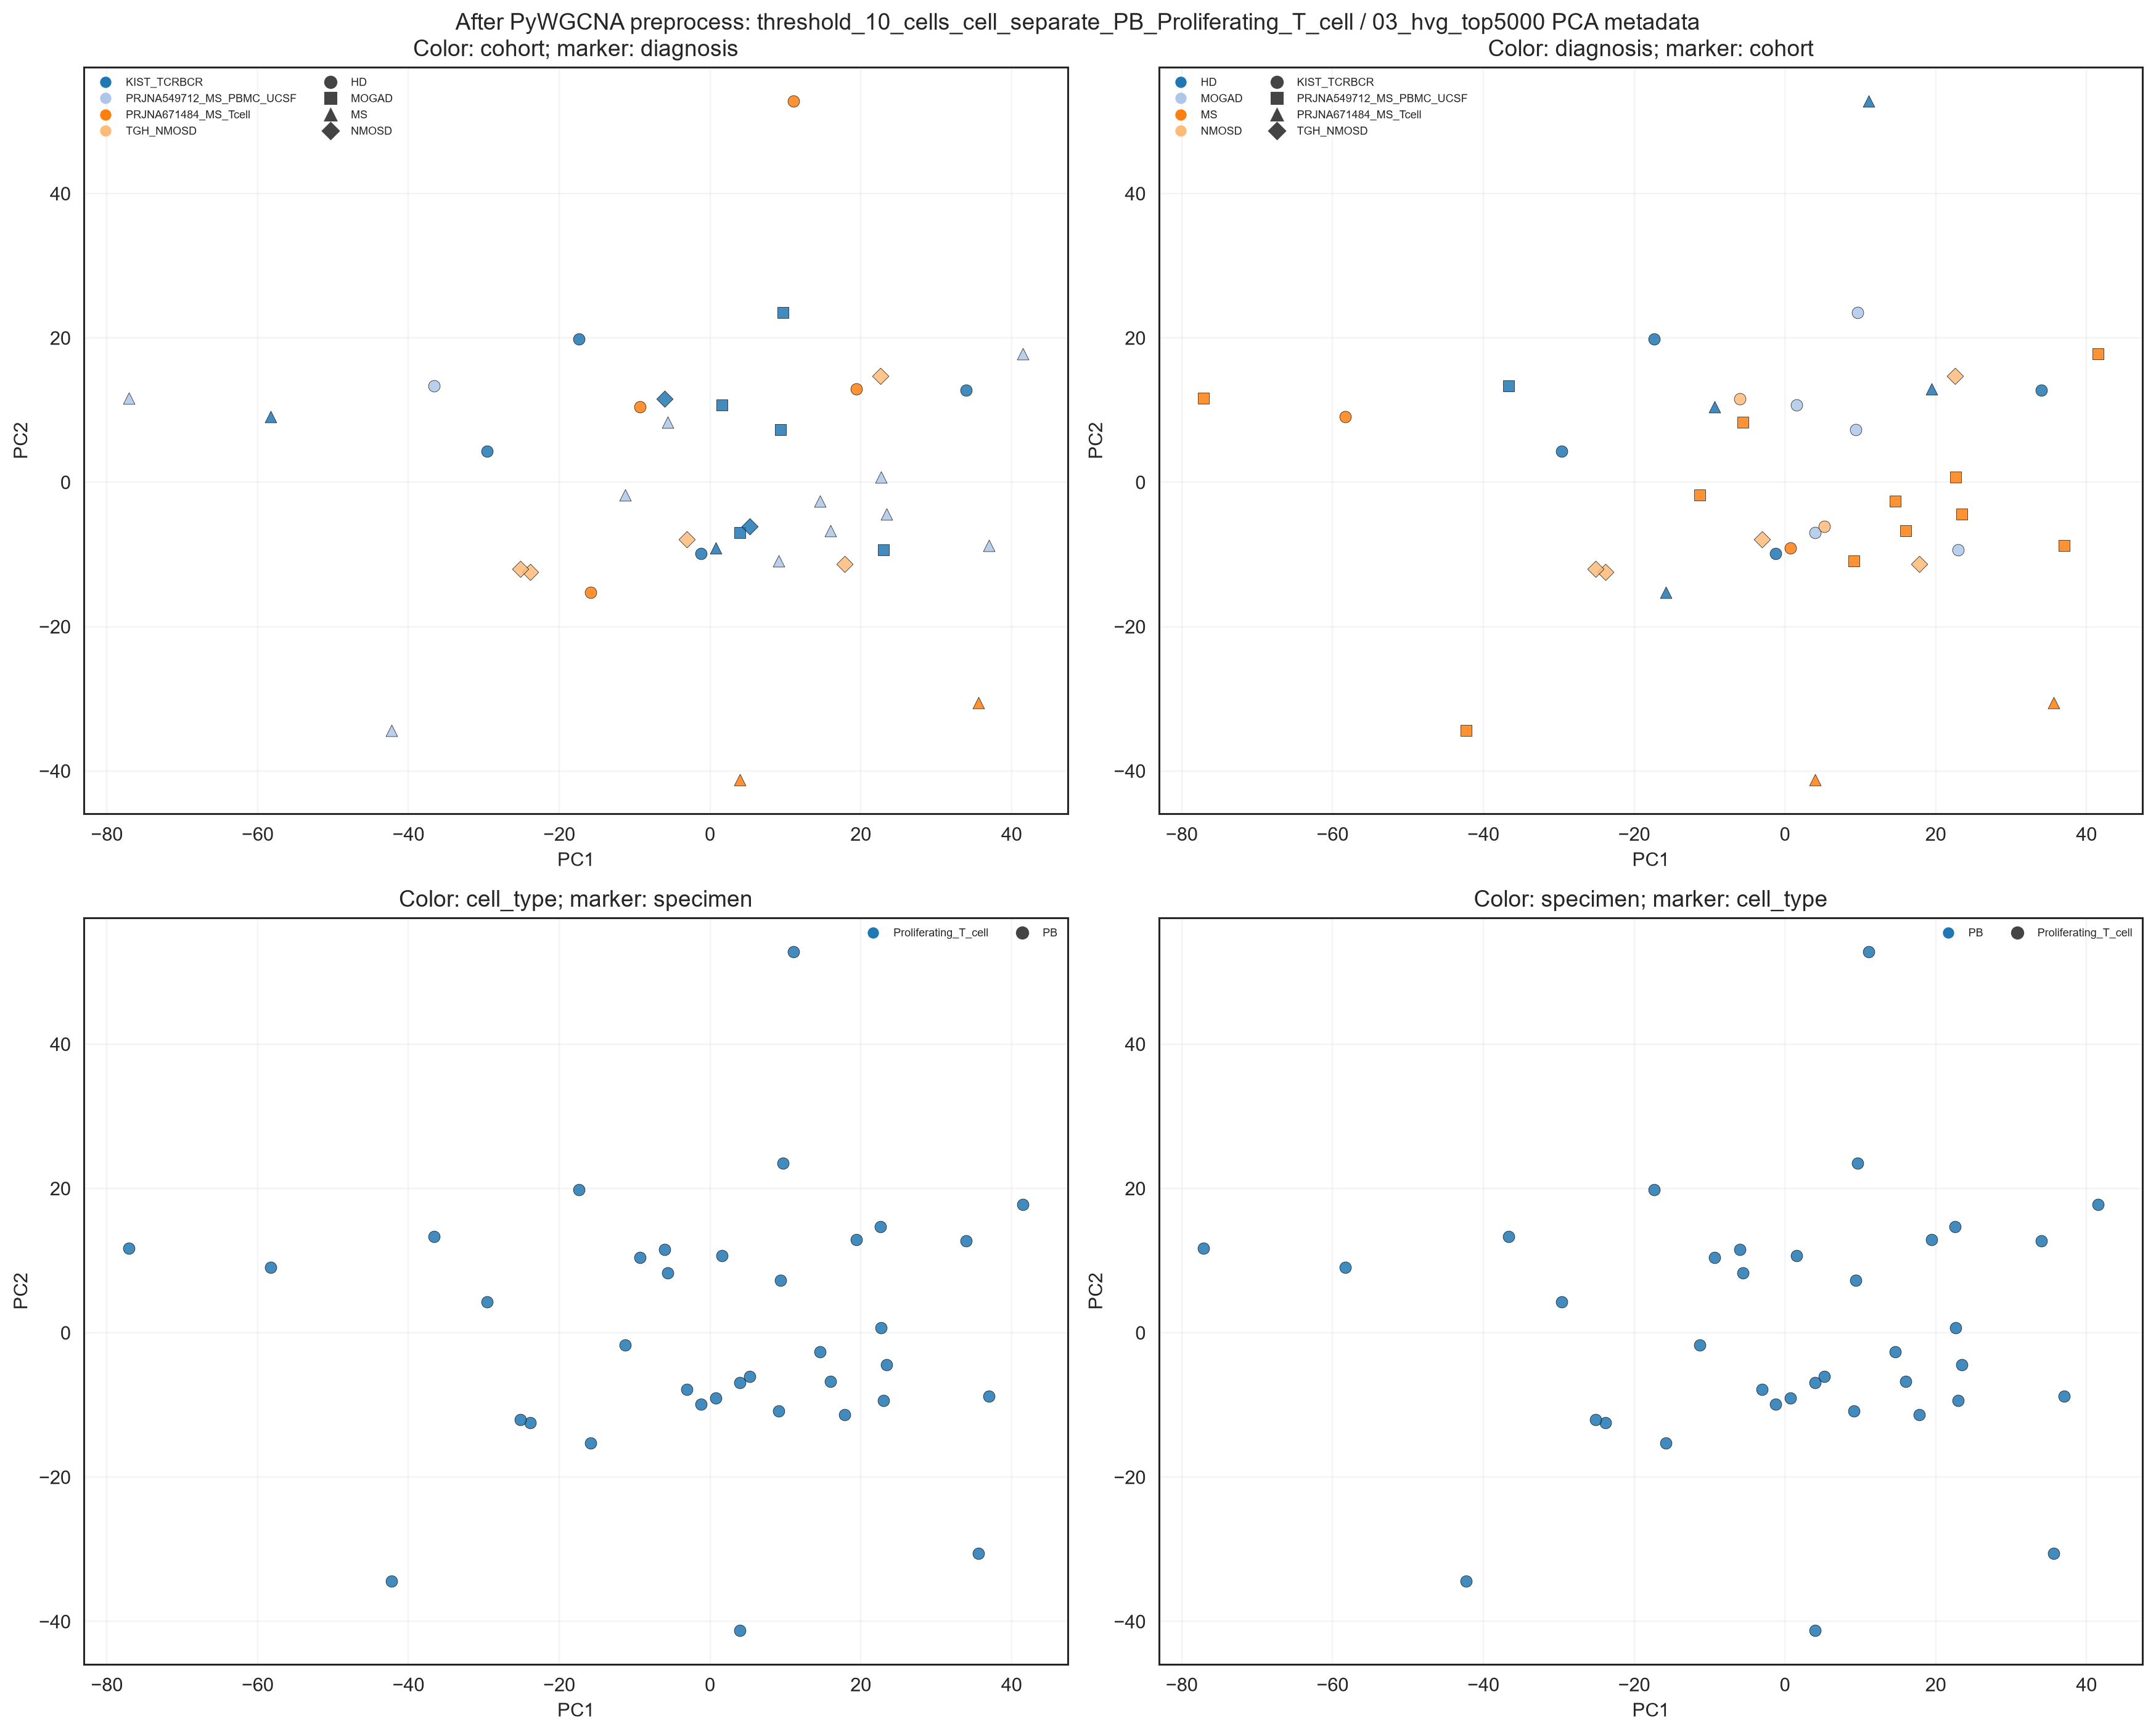 After PyWGCNA preprocess: threshold_10_cells_cell_separate_PB_Proliferating_T_cell / 03_hvg_top5000 PCA metadata
Color: cohort; marker: diagnosis
KIST_TCRBCR
PRJNA549712_MS_PBMC_UCSF
PRJNA671484_MS_Tcell
TGH_NMOSD
HD
MOGAD
MS
NMOSD
40
20
0
−20
−40
PC2
−80 −60 −40 −20 0 20 40
PC1
Color: diagnosis; marker: cohort
HD
MOGAD
MS
NMOSD
KIST_TCRBCR
PRJNA549712_MS_PBMC_UCSF
PRJNA671484_MS_Tcell
TGH_NMOSD
40
20
0
−20
−40
PC2
−80 −60 −40 −20 0 20 40
PC1
Color: cell_type; marker: specimen
Proliferating_T_cell
PB
40
20
0
−20
−40
PC2
−80 −60 −40 −20 0 20 40
PC1
Color: specimen; marker: cell_type
PB
Proliferating_T_cell
40
20
0
−20
−40
PC2
−80 −60 −40 −20 0 20 40
PC1